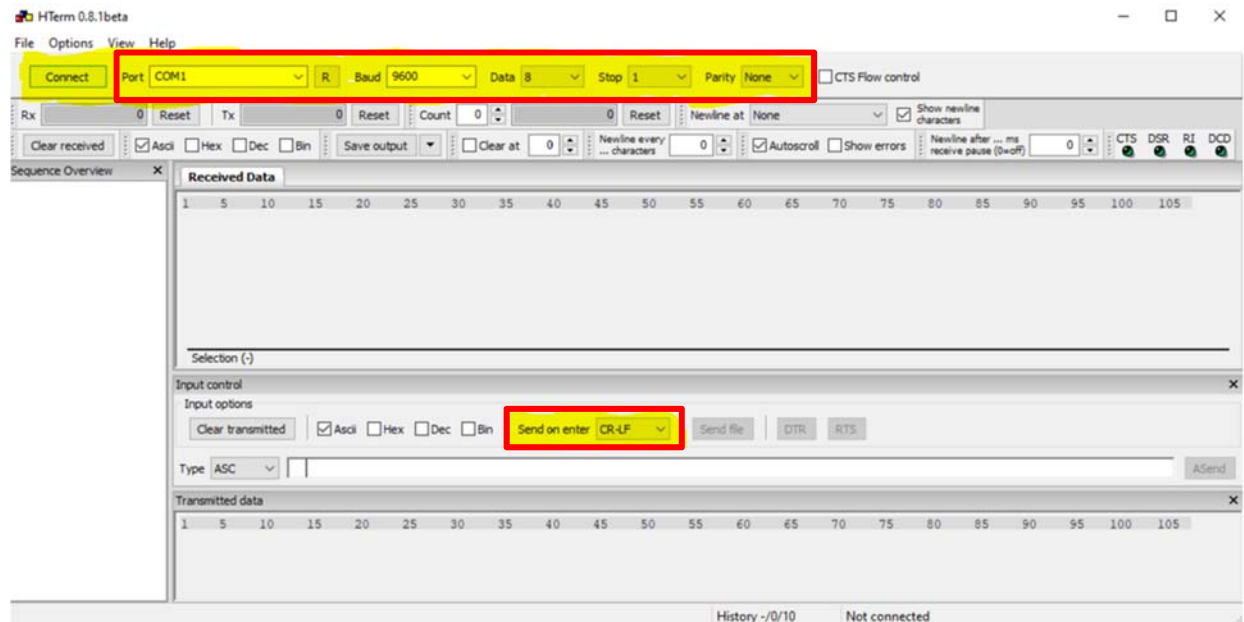 HTerm 0.8.1beta
File Options View Help
Connect Port COM1 R Baud 9600 Data 8 Stop 1 Parity None CTS Flow control
Rx 0 Reset Tx 0 Reset Count 0 0 Reset Newline at None Show newline characters
Clear received Ascii Hex Dec Bin Save output Clear at 0 Newline every ... characters 0 Autoscroll Show errors Newline after ... ms receive pause (0=off) 0 CTS DSR RI DCD
Sequence Overview Received Data
1 5 10 15 20 25 30 35 40 45 50 55 60 65 70 75 80 85 90 95 100 105
Selection (-)
Input control
Input options
Clear transmitted Ascii Hex Dec Bin Send on enter CR-LF Send file DTR RTS
Type ASC ASend
Transmitted data
1 5 10 15 20 25 30 35 40 45 50 55 60 65 70 75 80 85 90 95 100 105
History -/0/10 Not connected